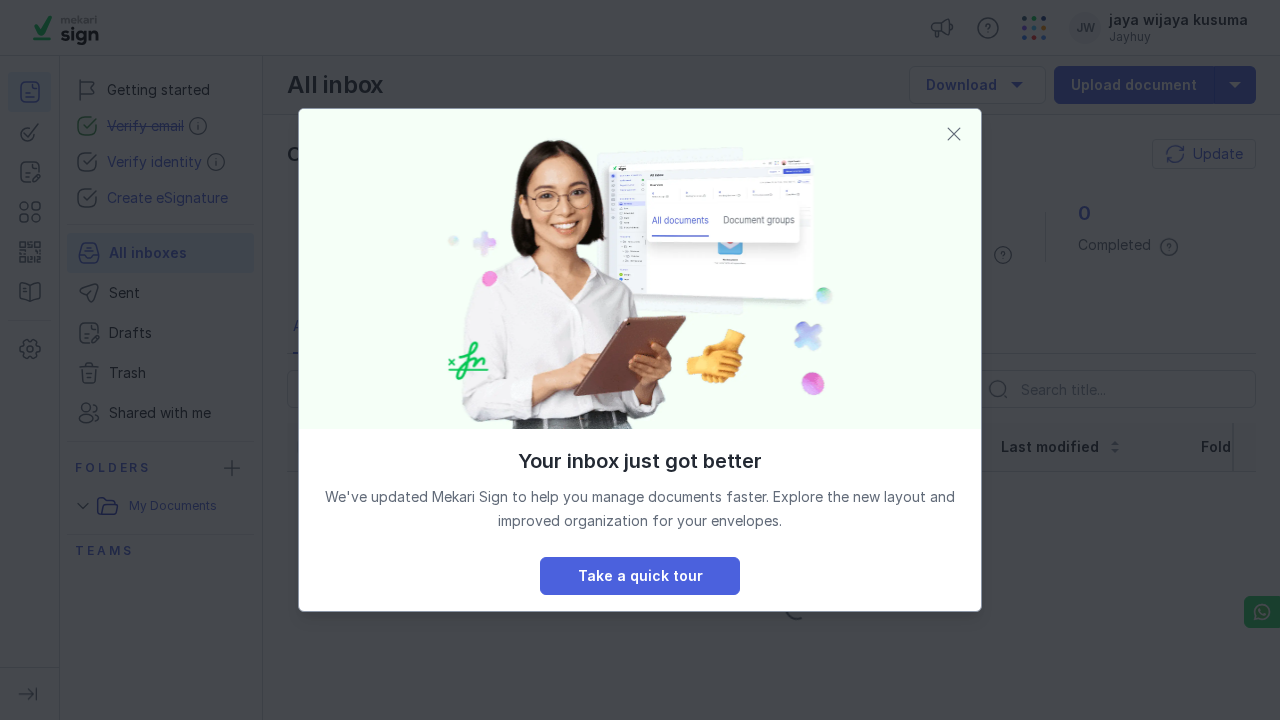 mekari
sign
JW
jaya wijaya kusuma
Jayhuy
Getting started
Verify email
Verify identity
Create eSignature
All inboxes
Sent
Drafts
Trash
Shared with me
FOLDERS
My Documents
TEAMS
All inbox
Download
Upload document
Update
0
Completed
Search title...
Last modified
Fold
All documents
Document groups
Your inbox just got better
We've updated Mekari Sign to help you manage documents faster. Explore the new layout and
improved organization for your envelopes.
Take a quick tour